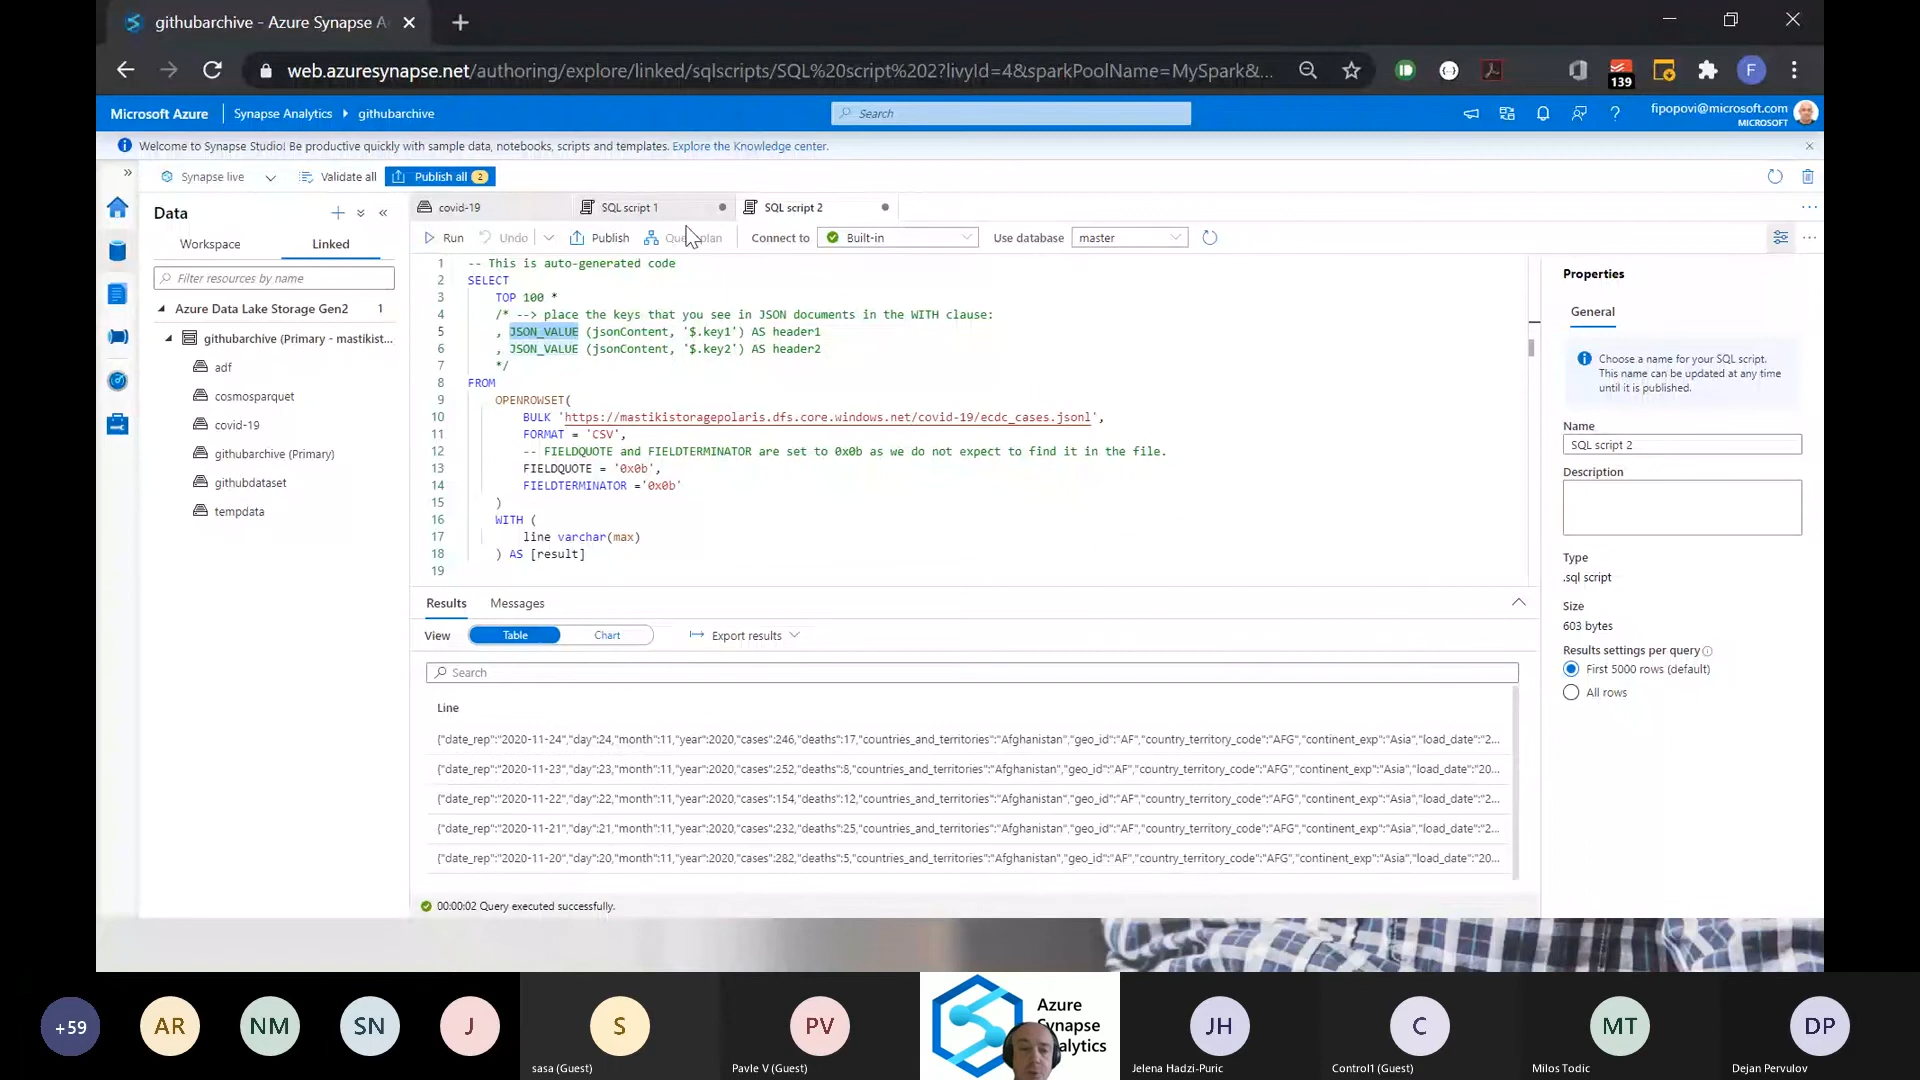 githubarchive - Azure Synapse A
web.azuresynapse.net/authoring/explore/linked/sqlscripts/SQL%20script%202?livyId=4&sparkPoolName=MySpark&...
139
F
Microsoft Azure
Synapse Analytics
githubarchive
Search
fipopovi@microsoft.com
MICROSOFT
Welcome to Synapse Studio! Be productive quickly with sample data, notebooks, scripts and templates. Explore the Knowledge center.
Synapse live
Validate all
Publish all 2
Data
Workspace
Linked
Filter resources by name
Azure Data Lake Storage Gen2 1
githubarchive (Primary - mastikist...
adf
cosmosparquet
covid-19
githubarchive (Primary)
githubdataset
tempdata
covid-19
SQL script 1
SQL script 2
Run
Undo
Publish
Connect to
Built-in
Use database
master
1 -- This is auto-generated code
2 SELECT
3 TOP 100 *
4 /* --> place the keys that you see in JSON documents in the WITH clause:
5 , JSON_VALUE (jsonContent, '$.key1') AS header1
6 , JSON_VALUE (jsonContent, '$.key2') AS header2
7 */
8 FROM
9 OPENROWSET(
10 BULK 'https://mastikistoragepolaris.dfs.core.windows.net/covid-19/ecdc_cases.jsonl',
11 FORMAT = 'CSV',
12 -- FIELDQUOTE and FIELDTERMINATOR are set to 0x0b as we do not expect to find it in the file.
13 FIELDQUOTE = '0x0b',
14 FIELDTERMINATOR ='0x0b'
15 )
16 WITH (
17 line varchar(max)
18 ) AS [result]
19
Results
Messages
View
Table
Chart
Export results
Search
Line
{"date_rep":"2020-11-24","day":24,"month":11,"year":2020,"cases":246,"deaths":17,"countries_and_territories":"Afghanistan","geo_id":"AF","country_territory_code":"AFG","continent_exp":"Asia","load_date":"2...
{"date_rep":"2020-11-23","day":23,"month":11,"year":2020,"cases":252,"deaths":8,"countries_and_territories":"Afghanistan","geo_id":"AF","country_territory_code":"AFG","continent_exp":"Asia","load_date":"20...
{"date_rep":"2020-11-22","day":22,"month":11,"year":2020,"cases":154,"deaths":12,"countries_and_territories":"Afghanistan","geo_id":"AF","country_territory_code":"AFG","continent_exp":"Asia","load_date":"2...
{"date_rep":"2020-11-21","day":21,"month":11,"year":2020,"cases":232,"deaths":25,"countries_and_territories":"Afghanistan","geo_id":"AF","country_territory_code":"AFG","continent_exp":"Asia","load_date":"2...
{"date_rep":"2020-11-20","day":20,"month":11,"year":2020,"cases":282,"deaths":5,"countries_and_territories":"Afghanistan","geo_id":"AF","country_territory_code":"AFG","continent_exp":"Asia","load_date":"20...
00:00:02 Query executed successfully.
Properties
General
Choose a name for your SQL script.
This name can be updated at any time
until it is published.
Name
SQL script 2
Description
Type
.sql script
Size
603 bytes
Results settings per query
First 5000 rows (default)
All rows
+59
AR
NM
SN
J
S
sasa (Guest)
PV
Pavle V (Guest)
Azure
Synapse
alytics
JH
Jelena Hadzi-Puric
C
Control1 (Guest)
MT
Milos Todic
DP
Dejan Pervulov